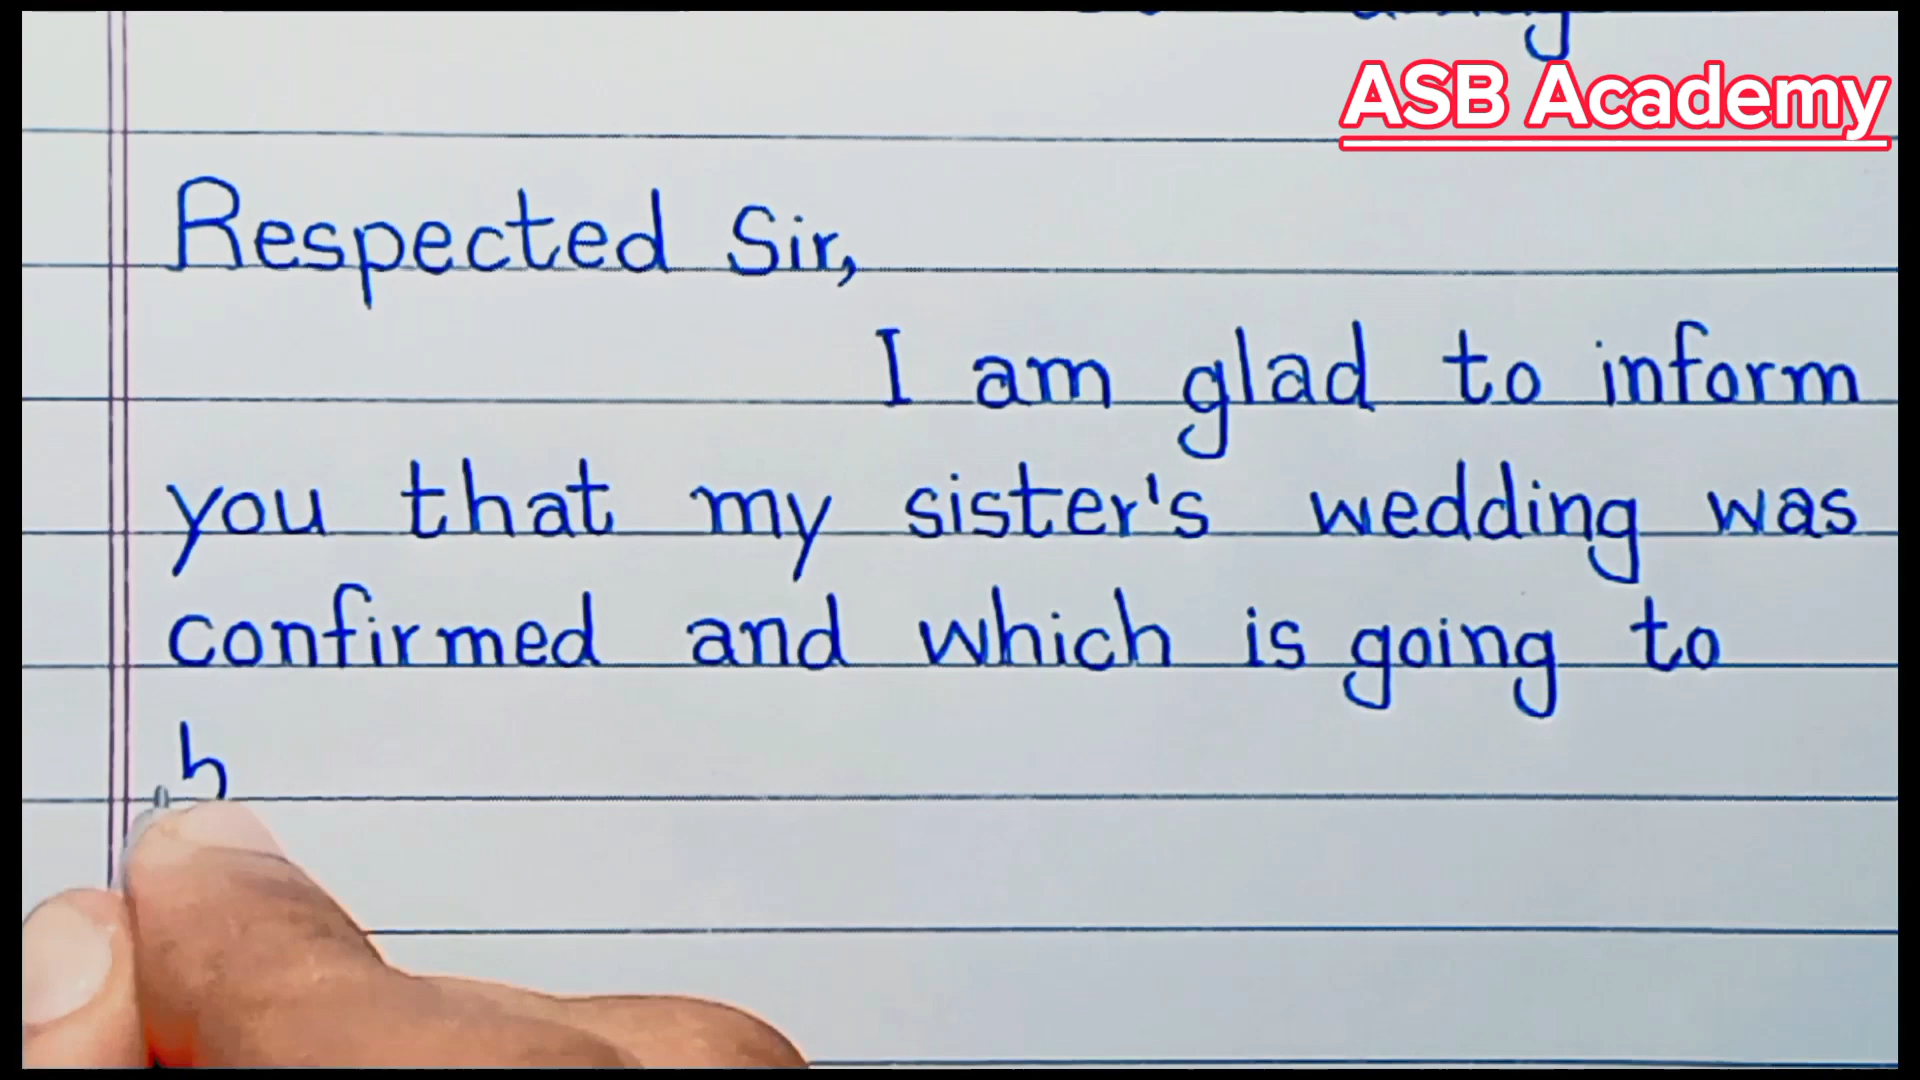 ASB Academy
Respected Sir,
I am glad to inform
you that my sister's wedding was
confirmed and which is going to